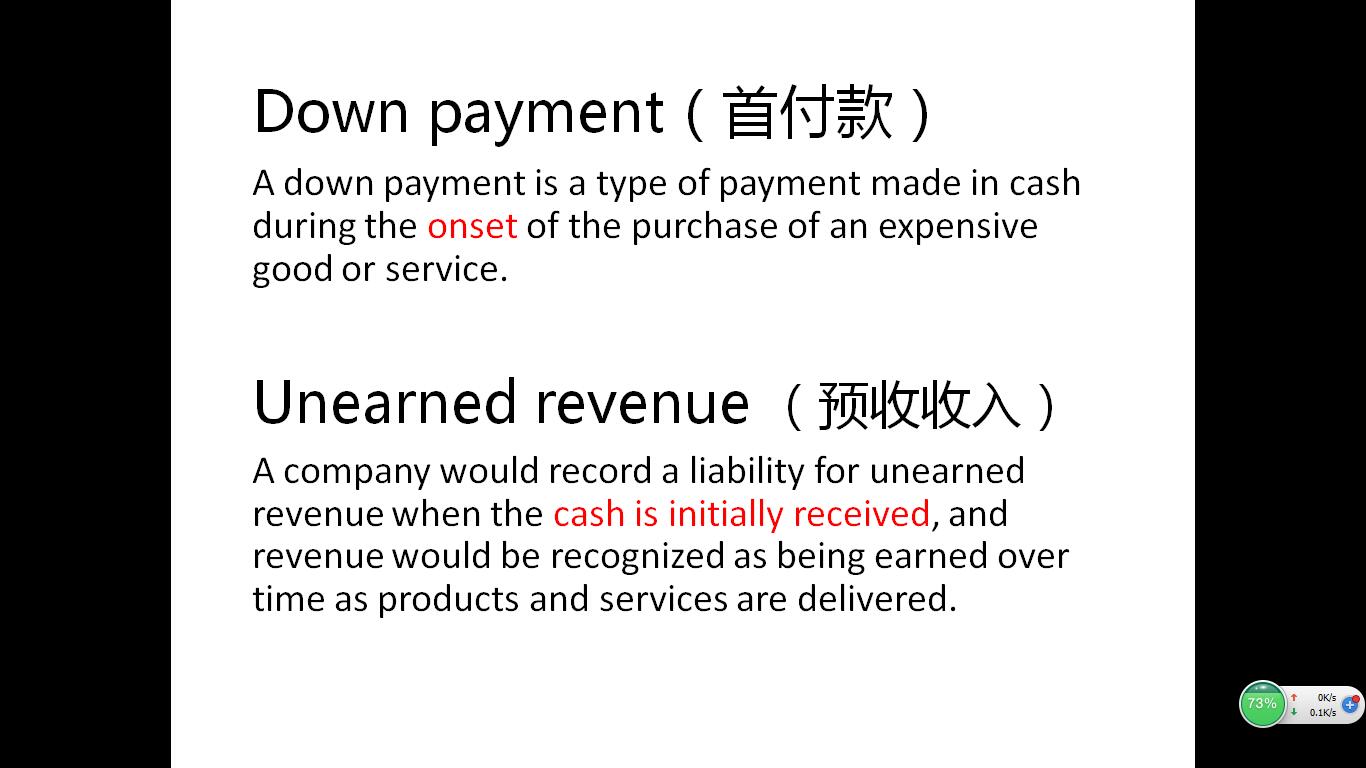 Down payment（首付款）
A down payment is a type of payment made in cash
during the onset of the purchase of an expensive
good or service.
Unearned revenue （预收收入）
A company would record a liability for unearned
revenue when the cash is initially received, and
revenue would be recognized as being earned over
time as products and services are delivered.
73%
0K/s
0.1K/s